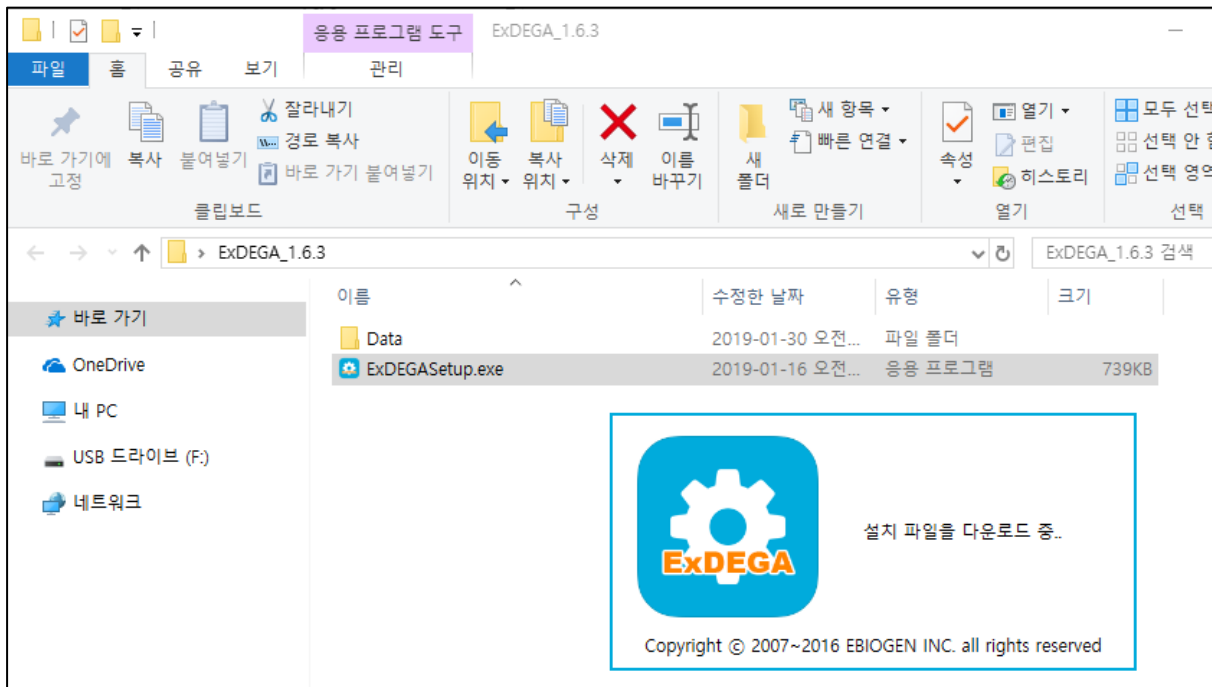 응용 프로그램 도구 ExDEGA_1.6.3
파일 홈 공유 보기 관리
바로 가기에
고정
복사
붙여넣기
잘라내기
경로 복사
바로 가기 붙여넣기
클립보드
이동
위치
복사
위치
삭제
이름
바꾸기
구성
새
폴더
새 항목
빠른 연결
새로 만들기
속성
열기
편집
히스토리
열기
모두 선택
선택 안
선택 영역
선택
ExDEGA_1.6.3
ExDEGA_1.6.3 검색
바로 가기
OneDrive
내 PC
USB 드라이브 (F:)
네트워크
이름 수정한 날짜 유형 크기
Data 2019-01-30 오전... 파일 폴더
ExDEGASetup.exe 2019-01-16 오전... 응용 프로그램 739KB
ExDEGA
설치 파일을 다운로드 중..
Copyright © 2007~2016 EBIOGEN INC. all rights reserved